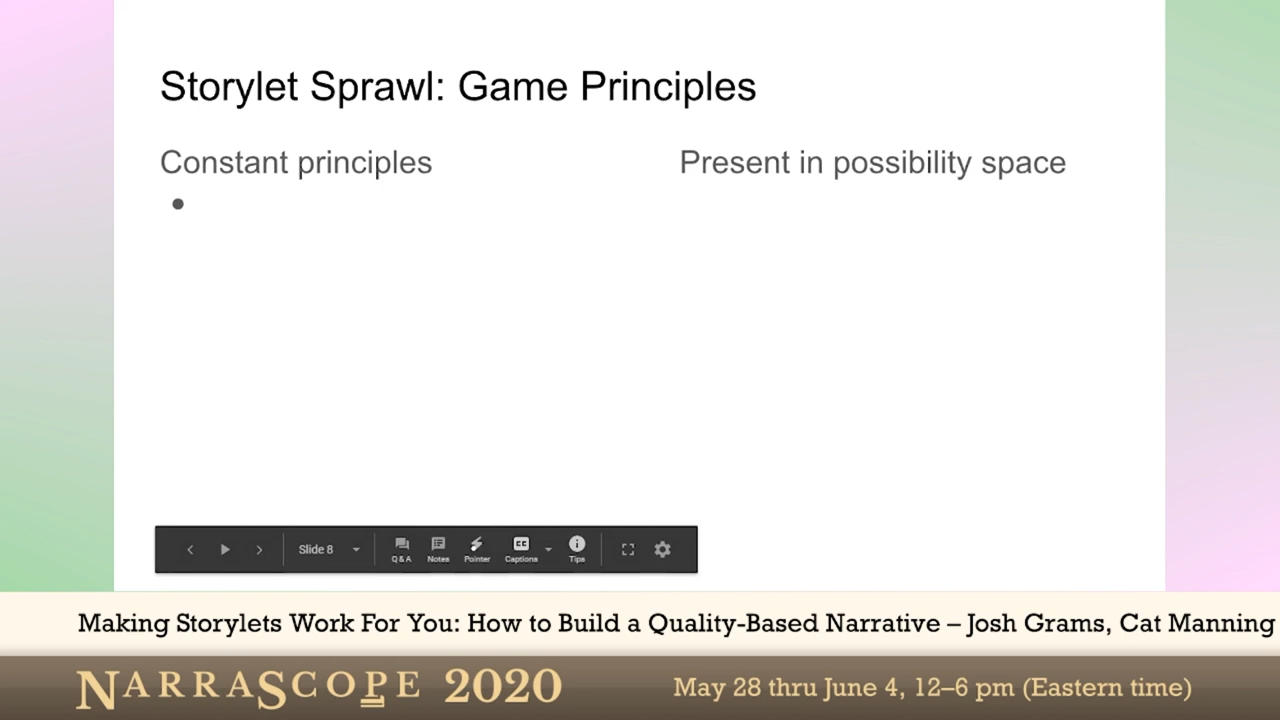 Storylet Sprawl: Game Principles
Constant principles
Present in possibility space
Slide 8
Q & A
Notes
Pointer
CC
Captions
Tips
Making Storylets Work For You: How to Build a Quality-Based Narrative – Josh Grams, Cat Manning
NARRASCOPE 2020
May 28 thru June 4, 12–6 pm (Eastern time)